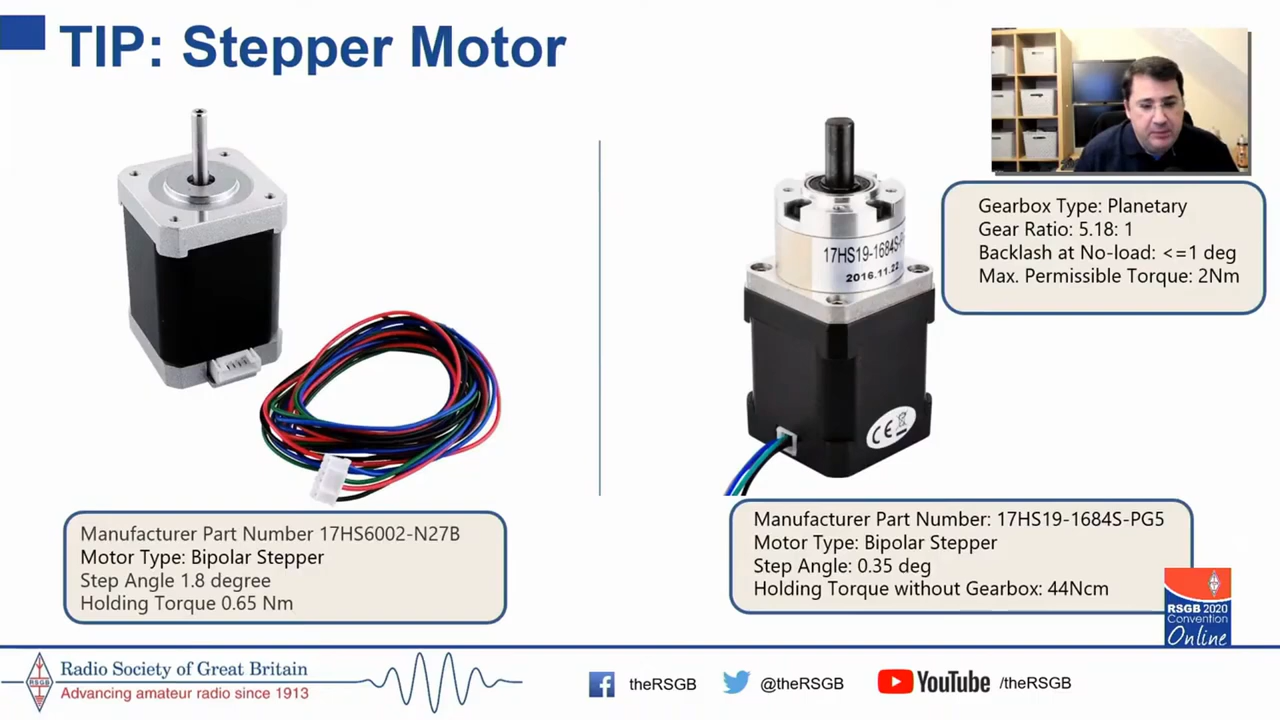 TIP: Stepper Motor
Gearbox Type: Planetary
Gear Ratio: 5.18: 1
Backlash at No-load: <=1 deg
Max. Permissible Torque: 2Nm
17HS19-1684S-P
2016.11.22
CE
Manufacturer Part Number 17HS6002-N27B
Motor Type: Bipolar Stepper
Step Angle 1.8 degree
Holding Torque 0.65 Nm
Manufacturer Part Number: 17HS19-1684S-PG5
Motor Type: Bipolar Stepper
Step Angle: 0.35 deg
Holding Torque without Gearbox: 44Ncm
RSGB 2020
Convention
Online
RSGB
Radio Society of Great Britain
Advancing amateur radio since 1913
theRSGB
@theRSGB
YouTube /theRSGB